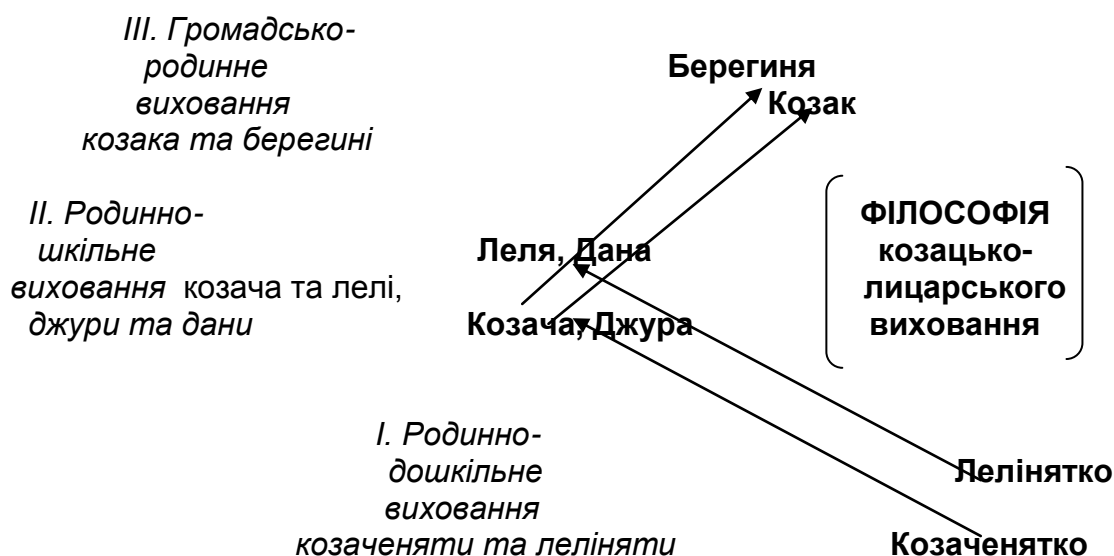 III. Громадсько-
родинне
виховання
козака та берегині
Берегиня
Козак
II. Родинно-
шкільне
виховання козача та лелі,
джури та дани
Леля, Дана
Козача, Джура
ФІЛОСОФІЯ
козацько-
лицарського
виховання
I. Родинно-
дошкільне
виховання
козаченяти та леліняти
Лелінятко
Козаченятко